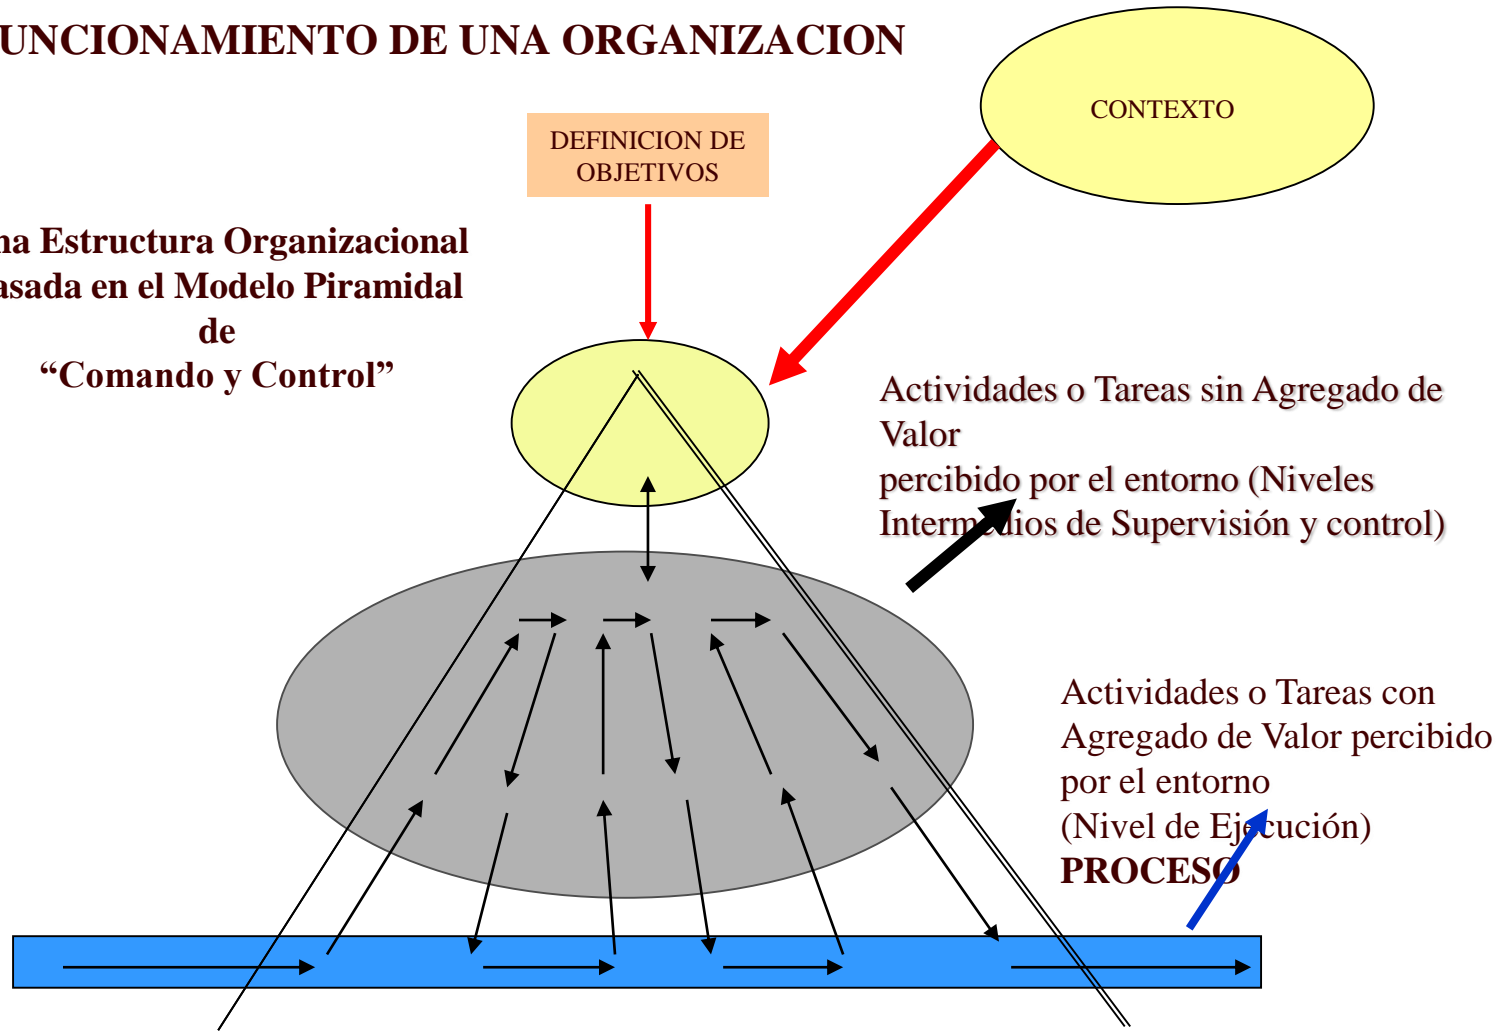 UNCIONAMIENTO DE UNA ORGANIZACION
CONTEXTO
DEFINICION DE
OBJETIVOS
na Estructura Organizacional
asada en el Modelo Piramidal
de
“Comando y Control”
Actividades o Tareas sin Agregado de
Valor
percibido por el entorno (Niveles
Intermedios de Supervisión y control)
Actividades o Tareas con
Agregado de Valor percibido
por el entorno
(Nivel de Ejecución)
PROCESO